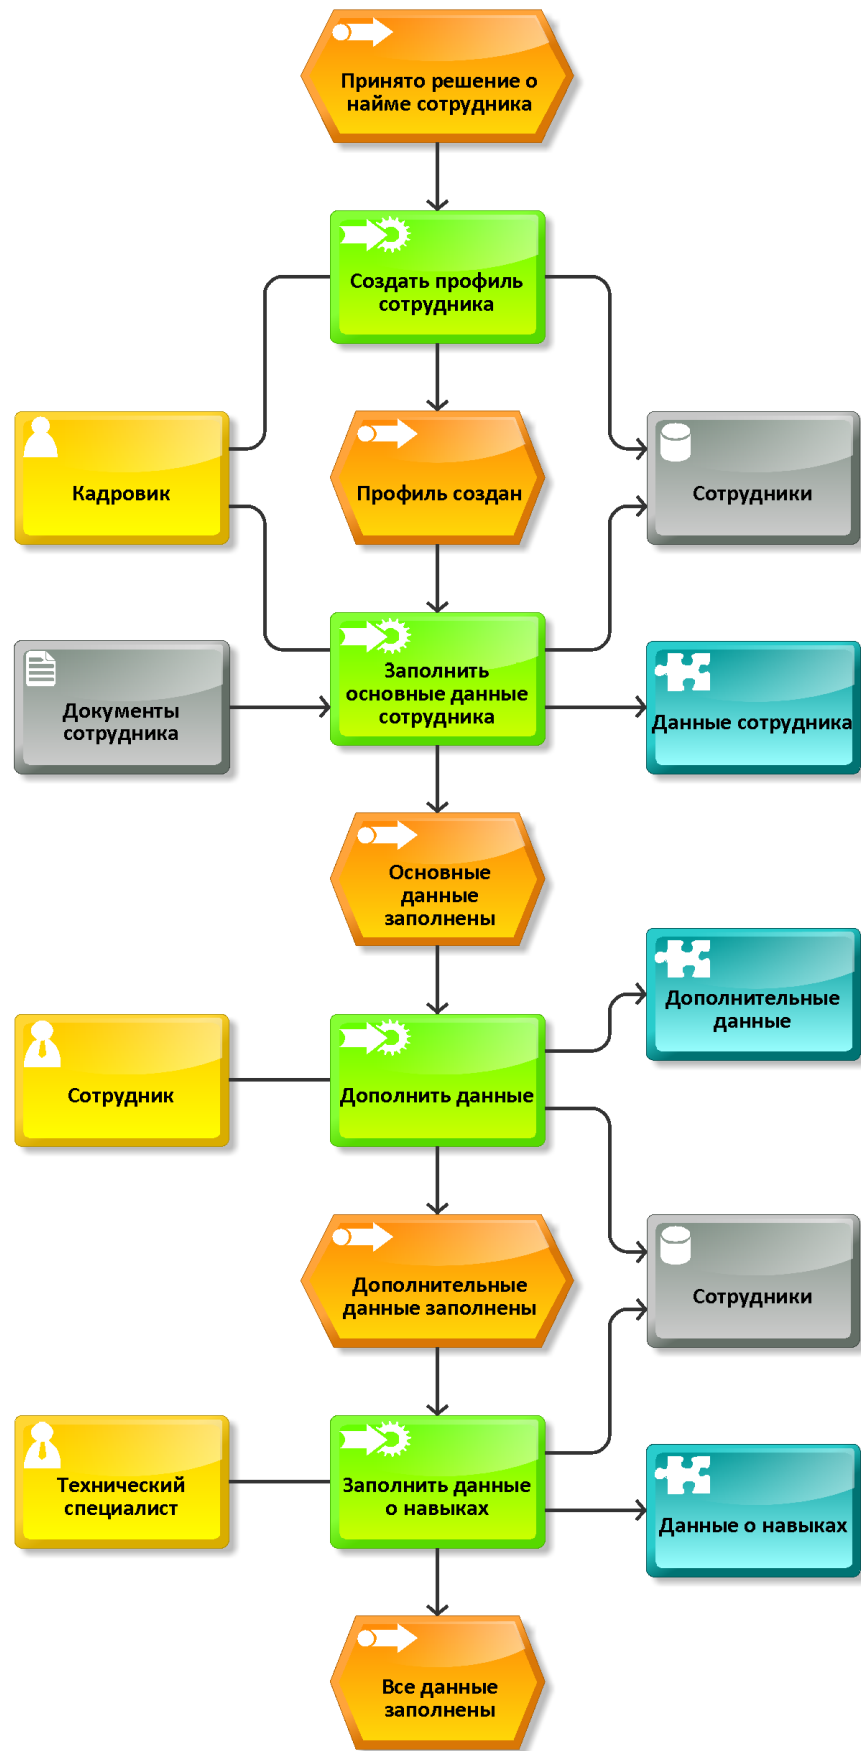 Принято решение о
найме сотрудника
Создать профиль
сотрудника
Кадровик
Профиль создан
Сотрудники
Документы
сотрудника
Заполнить
основные данные
сотрудника
Данные сотрудника
Основные
данные
заполнены
Дополнительные
данные
Сотрудник
Дополнить данные
Дополнительные
данные заполнены
Сотрудники
Технический
специалист
Заполнить данные
о навыках
Данные о навыках
Все данные
заполнены